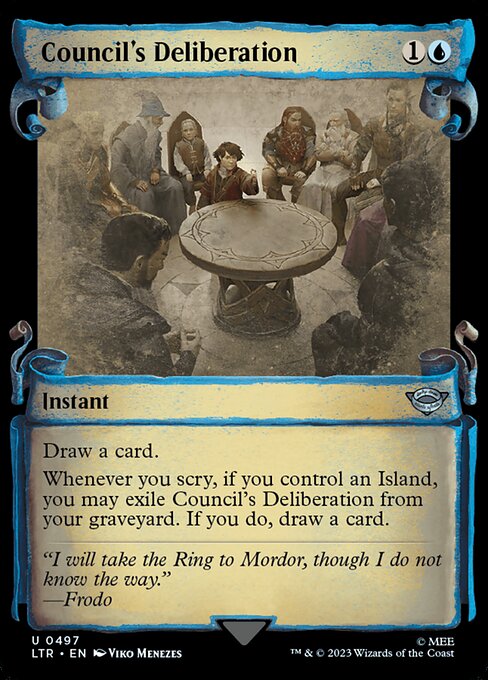 Council's Deliberation 1
Instant
Draw a card.
Whenever you scry, if you control an Island,
you may exile Council's Deliberation from
your graveyard. If you do, draw a card.
“I will take the Ring to Mordor, though I do not
know the way.”
—Frodo
U 0497
LTR • EN Viko Menezes
© MEE
™ & © 2023 Wizards of the Coast